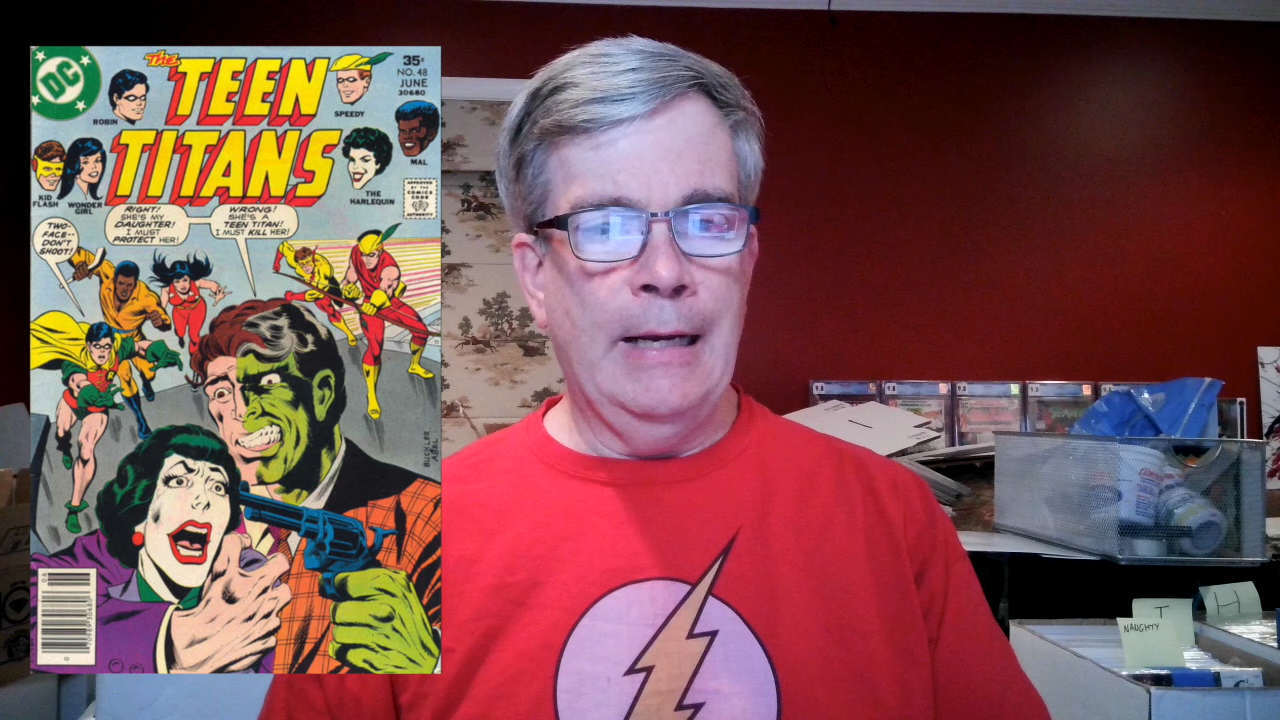 DC
The
TEEN
TITANS
35¢
NO. 48
JUNE
30680
ROBIN
SPEEDY
MAL
KID
FLASH
WONDER
GIRL
THE
HARLEQUIN
APPROVED
BY THE
COMICS
CODE
AUTHORITY
TWO-
FACE--
DON'T
SHOOT!
RIGHT!
SHE'S MY
DAUGHTER!
I MUST
PROTECT HER!
WRONG!
SHE'S A
TEEN TITAN!
I MUST KILL HER!
NAUGHTY
T
H